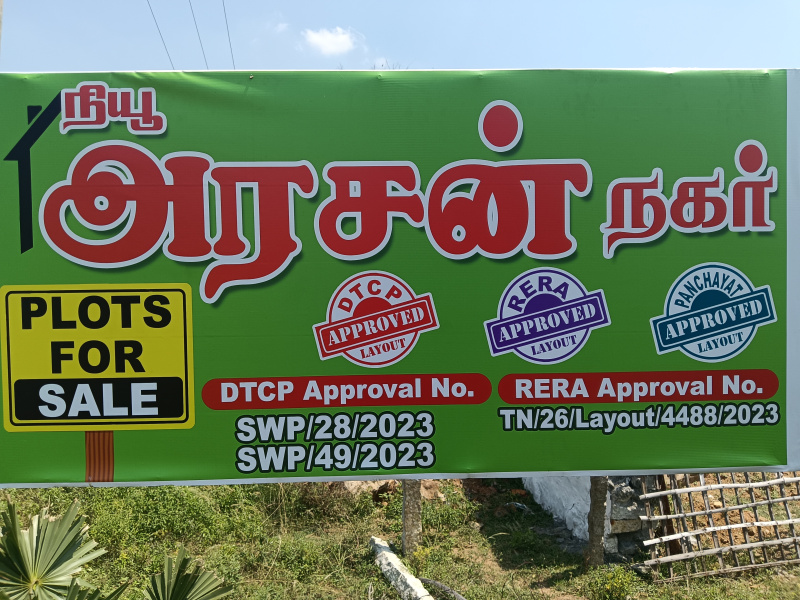 நியூ
அரசன் நகர்
PLOTS
FOR
SALE
DTCP
APPROVED
LAYOUT
RERA
APPROVED
LAYOUT
PANCHAYAT
APPROVED
LAYOUT
DTCP Approval No.
SWP/28/2023
SWP/49/2023
RERA Approval No.
TN/26/Layout/4488/2023